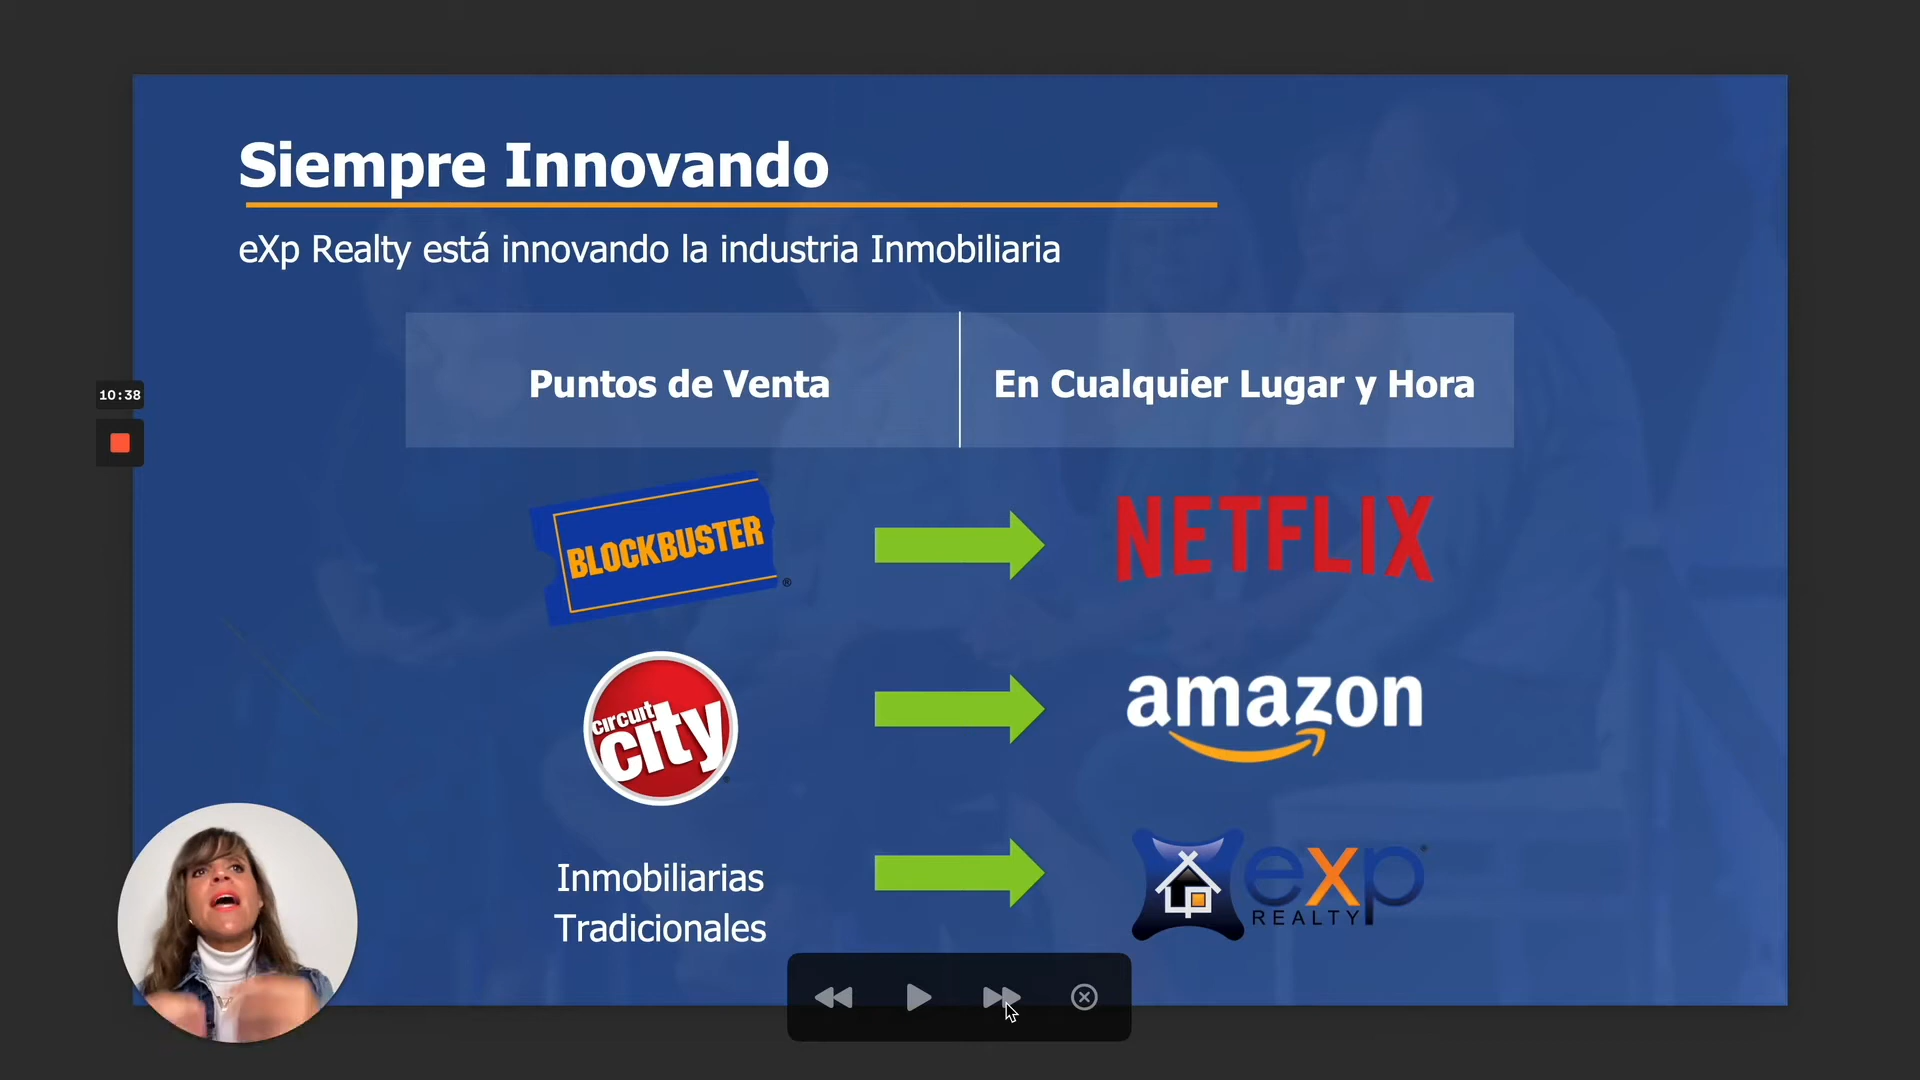 Siempre Innovando
eXp Realty está innovando la industria Inmobiliaria
Puntos de Venta
En Cualquier Lugar y Hora
10:38
BLOCKBUSTER
®
NETFLIX
circuit
city
amazon
Inmobiliarias
Tradicionales
eXp
REALTY